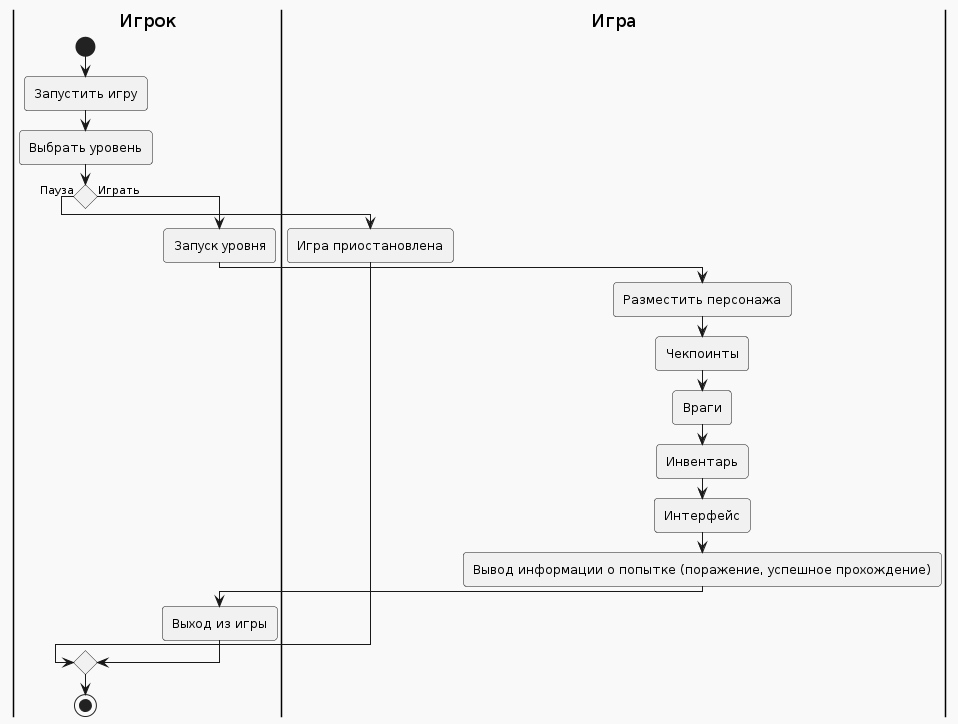 Игрок
Игра
Запустить игру
Выбрать уровень
Пауза
Играть
Запуск уровня
Игра приостановлена
Разместить персонажа
Чекпоинты
Враги
Инвентарь
Интерфейс
Вывод информации о попытке (поражение, успешное прохождение)
Выход из игры